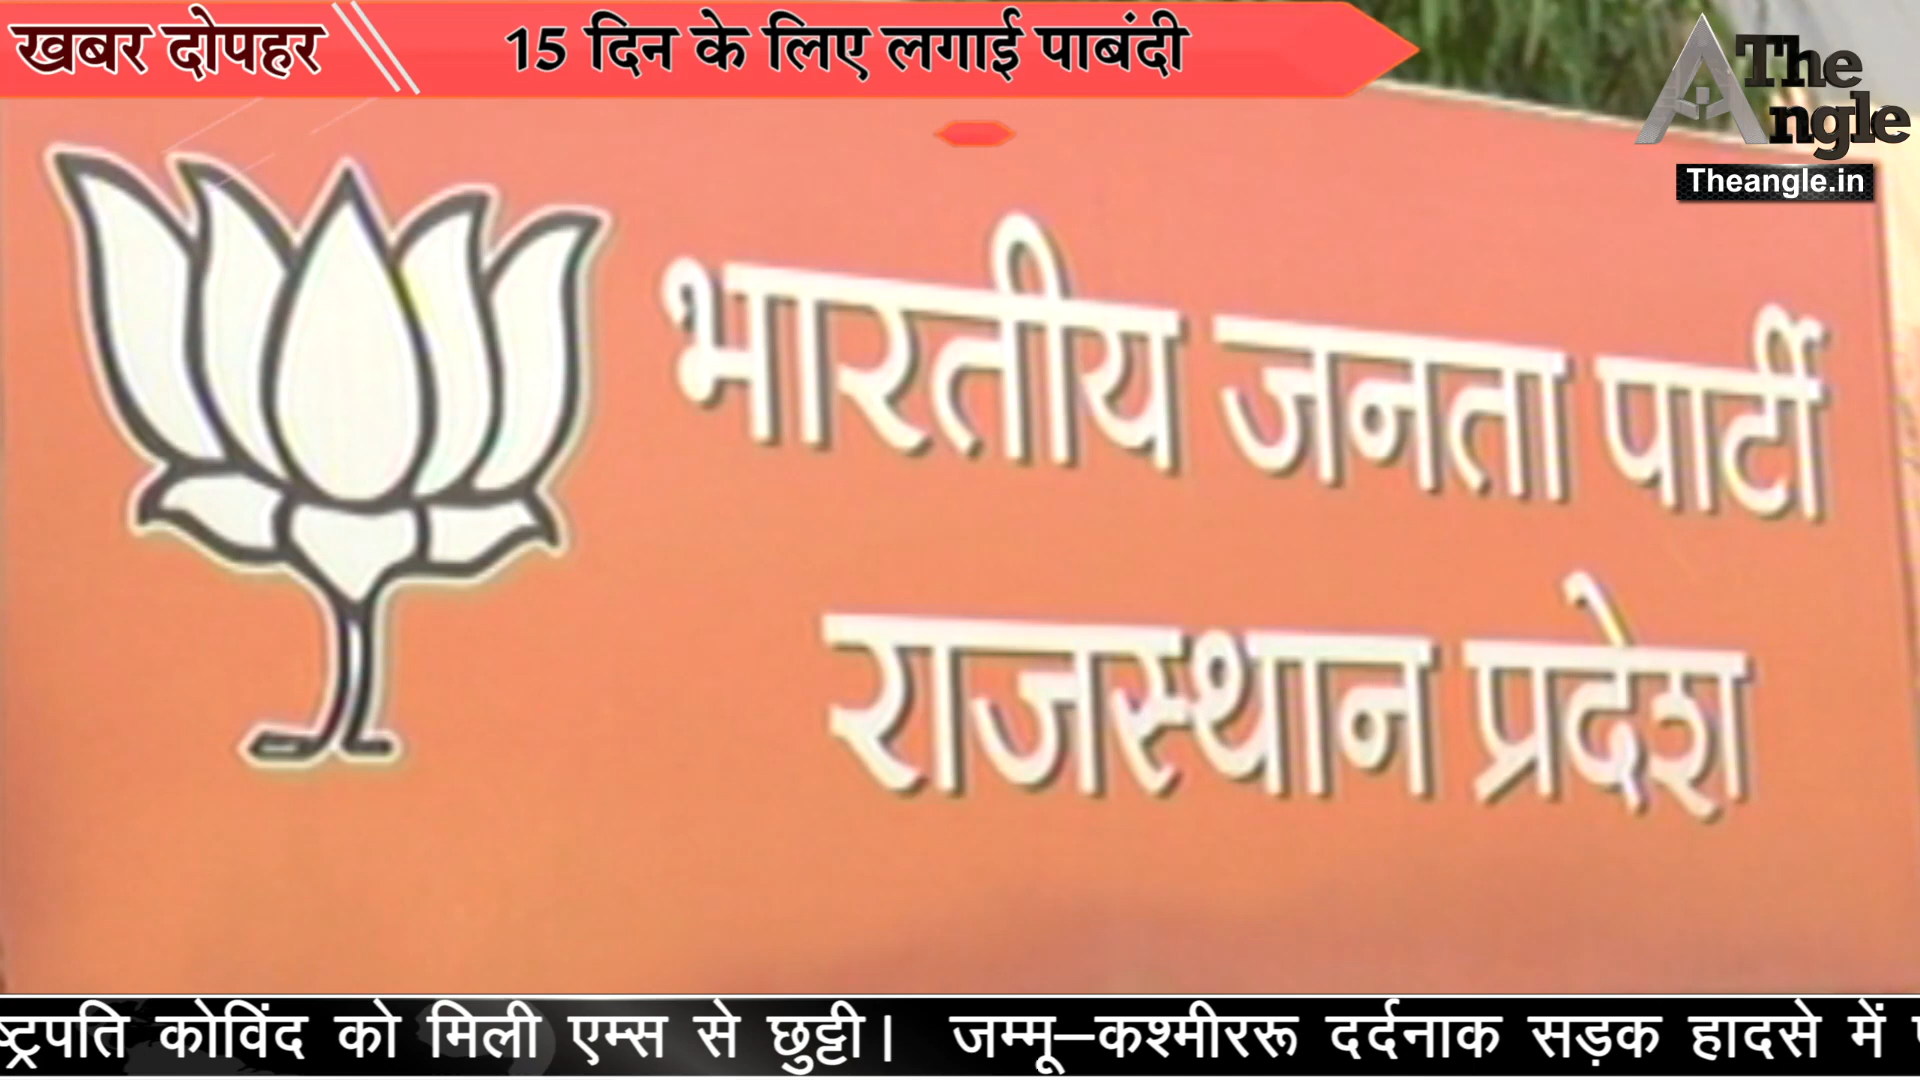 खबर दोपहर
15 दिन के लिए लगाई पाबंदी
The
Angle
Theangle.in
भारतीय जनता पार्टी
राजस्थान प्रदेश
ष्ट्रपति कोविंद को मिली एम्स से छुट्टी। जम्मू–कश्मीररू दर्दनाक सड़क हादसे में